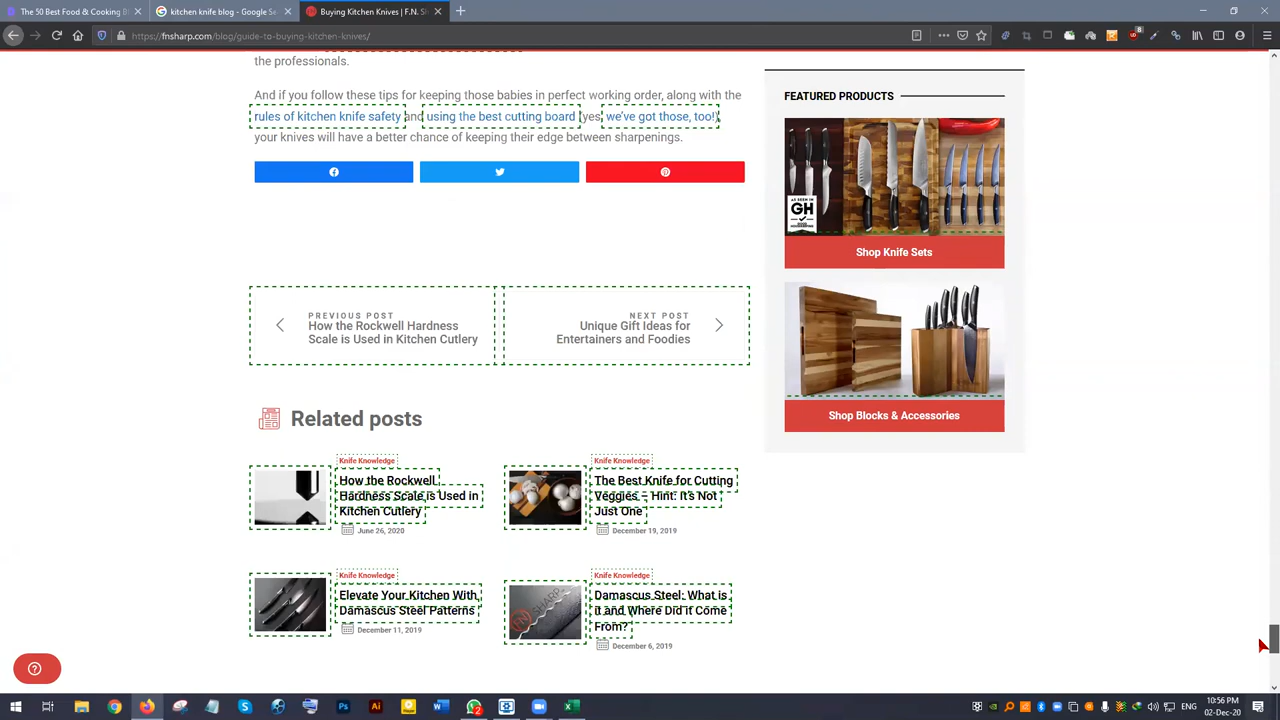 The 50 Best Food & Cooking B
kitchen knife blog - Google Se
Buying Kitchen Knives | F.N. Sh
https://fnsharp.com/blog/guide-to-buying-kitchen-knives/
the professionals.
And if you follow these tips for keeping those babies in perfect working order, along with the
rules of kitchen knife safety and using the best cutting board (yes, we've got those, too!),
your knives will have a better chance of keeping their edge between sharpenings.
PREVIOUS POST
How the Rockwell Hardness
Scale is Used in Kitchen Cutlery
NEXT POST
Unique Gift Ideas for
Entertainers and Foodies
Related posts
Knife Knowledge
How the Rockwell
Hardness Scale is Used in
Kitchen Cutlery
June 26, 2020
Knife Knowledge
The Best Knife for Cutting
Veggies – Hint: It's Not
Just One
December 19, 2019
Knife Knowledge
Elevate Your Kitchen With
Damascus Steel Patterns
December 11, 2019
Knife Knowledge
Damascus Steel: What is
it and Where Did it Come
From?
December 6, 2019
FEATURED PRODUCTS
AS SEEN IN
GH
Shop Knife Sets
Shop Blocks & Accessories
ENG
10:56 PM
02-Dec-20